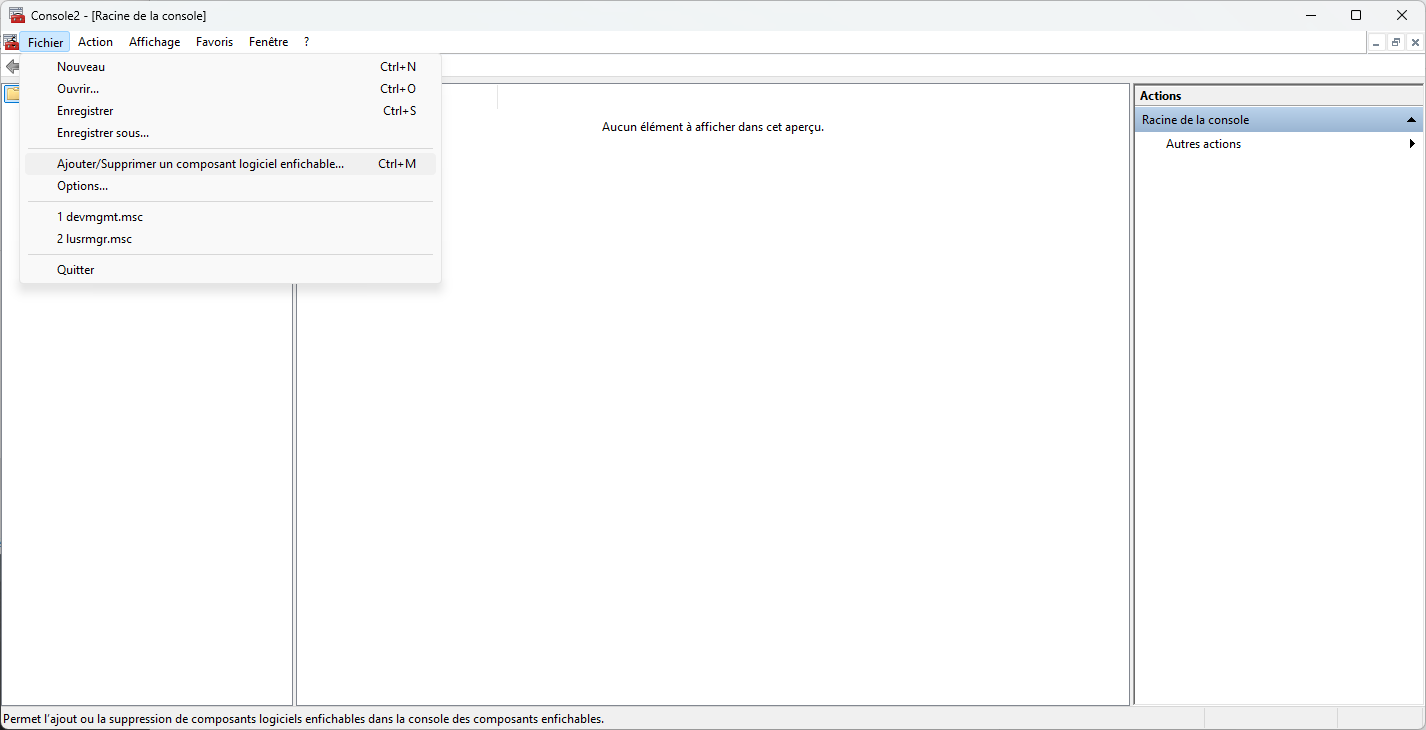 Console2 - [Racine de la console]
Fichier Action Affichage Favoris Fenêtre ?
Nouveau Ctrl+N
Ouvrir... Ctrl+O
Enregistrer Ctrl+S
Enregistrer sous...
Ajouter/Supprimer un composant logiciel enfichable... Ctrl+M
Options...
1 devmgmt.msc
2 lusrmgr.msc
Quitter
Aucun élément à afficher dans cet aperçu.
Actions
Racine de la console
Autres actions
Permet l'ajout ou la suppression de composants logiciels enfichables dans la console des composants enfichables.